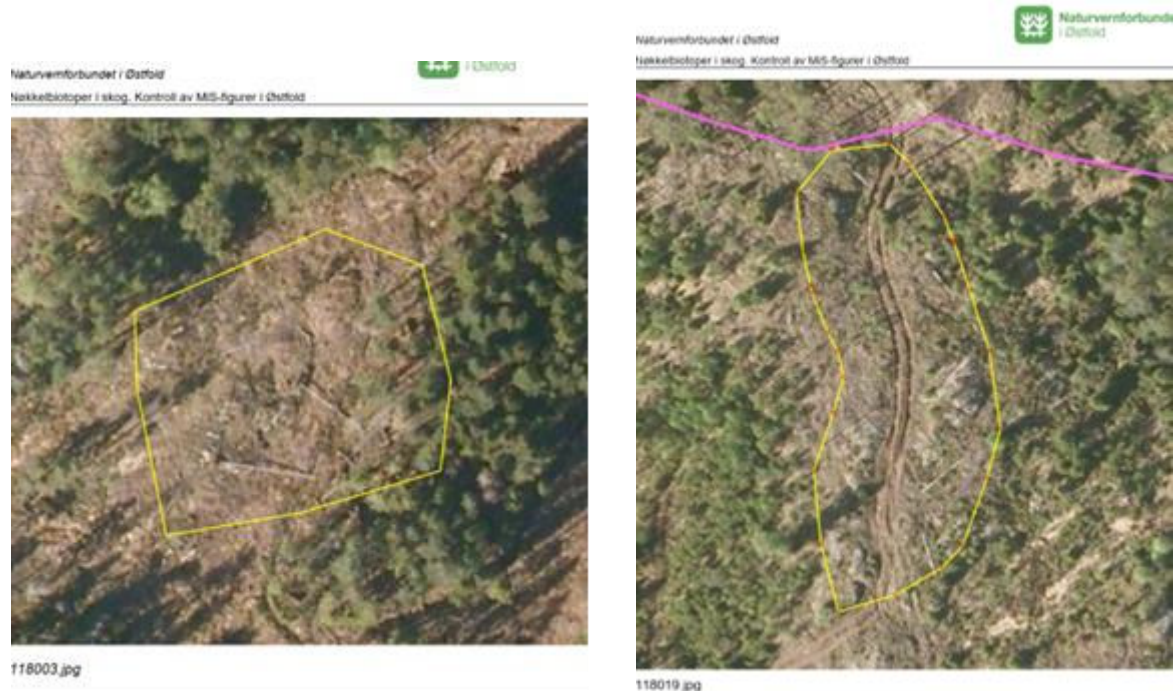 Naturvernforbundet i Østfold
i Østfold
Nøkkelbiotoper i skog. Kontroll av MiS-figurer i Østfold
118003.jpg
Naturvernforbunde
i Østfold
Naturvernforbundet i Østfold
Nøkkelbiotoper i skog. Kontroll av MiS-figurer i Østfold
118019.jpg